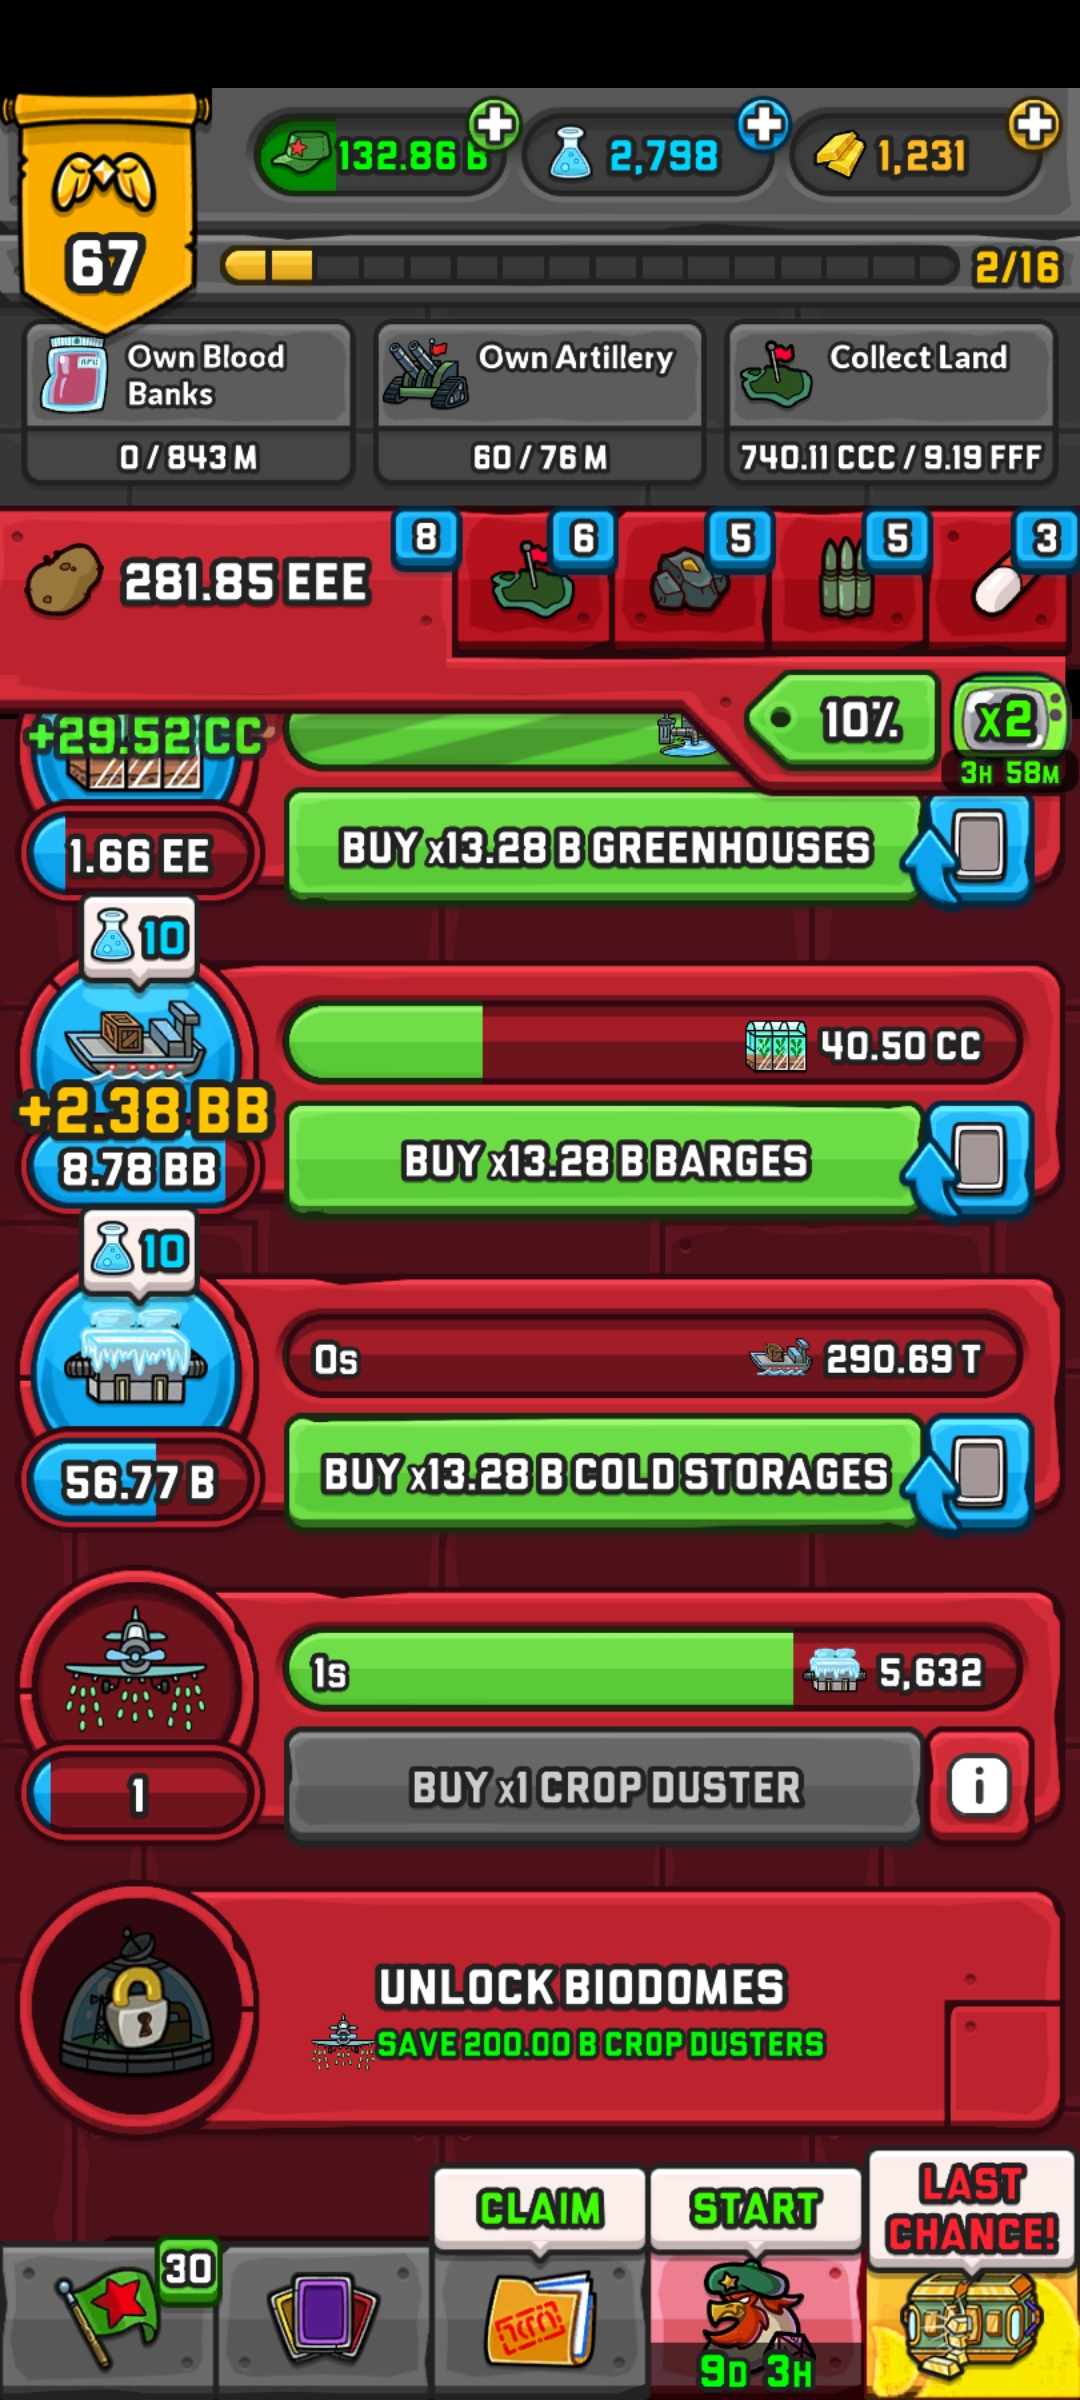 132.86 B
2,798
1,231
67
2/16
Own Blood
Banks
Own Artillery
Collect Land
0 / 843 M
60 / 76 M
740.11 CCC / 9.19 FFF
281.85 EEE
8
6
5
5
3
+29.52 CC
10%
x2
3H 58M
1.66 EE
BUY x13.28 B GREENHOUSES
10
40.50 CC
+2.38 BB
8.78 BB
BUY x13.28 B BARGES
10
0s
290.69 T
56.77 B
BUY x13.28 B COLD STORAGES
1s
5,632
1
BUY x1 CROP DUSTER
i
UNLOCK BIODOMES
SAVE 200.00 B CROP DUSTERS
CLAIM
START
LAST
CHANCE!
30
9D 3H